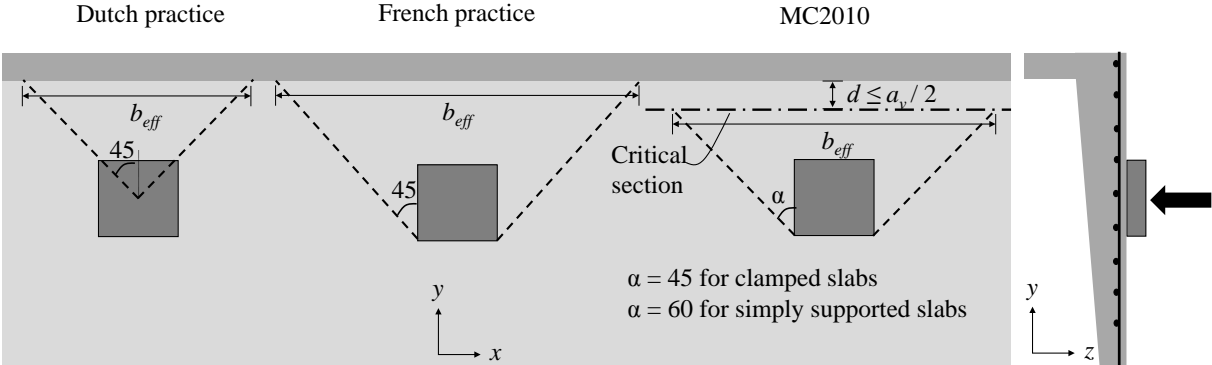 Dutch practice
French practice
MC2010
b_eff
b_eff
d ≤ a_v / 2
b_eff
45
45
Critical
section
α
α = 45 for clamped slabs
α = 60 for simply supported slabs
y
x
y
z